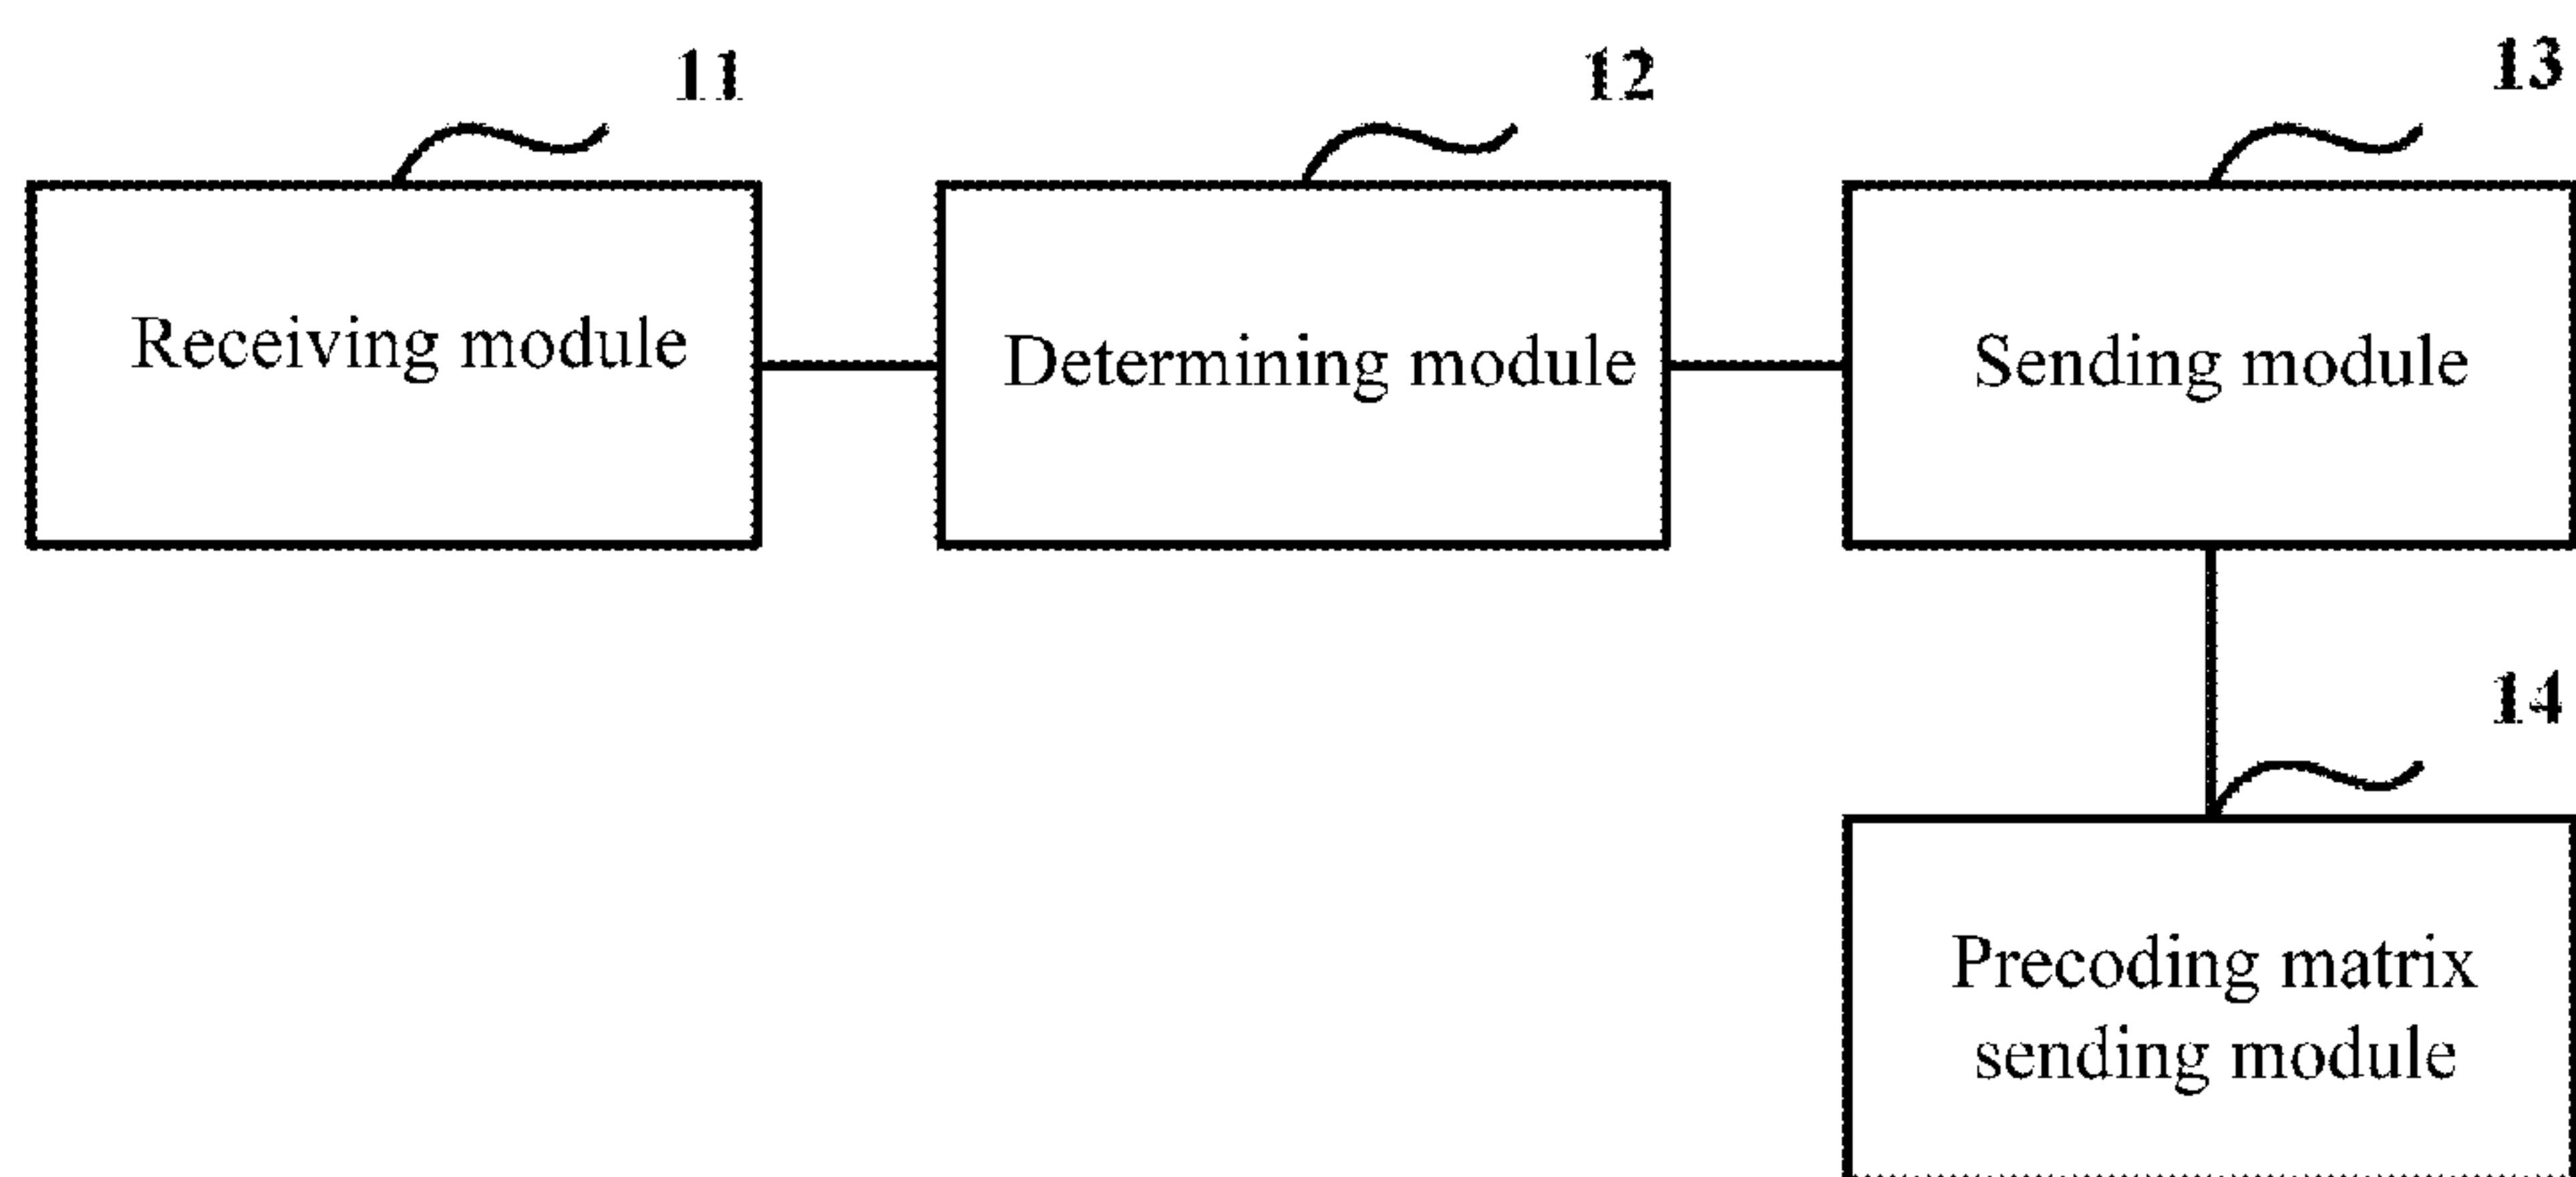 11
12
13
Receiving module
Determining module
Sending module
14
Precoding matrix
sending module